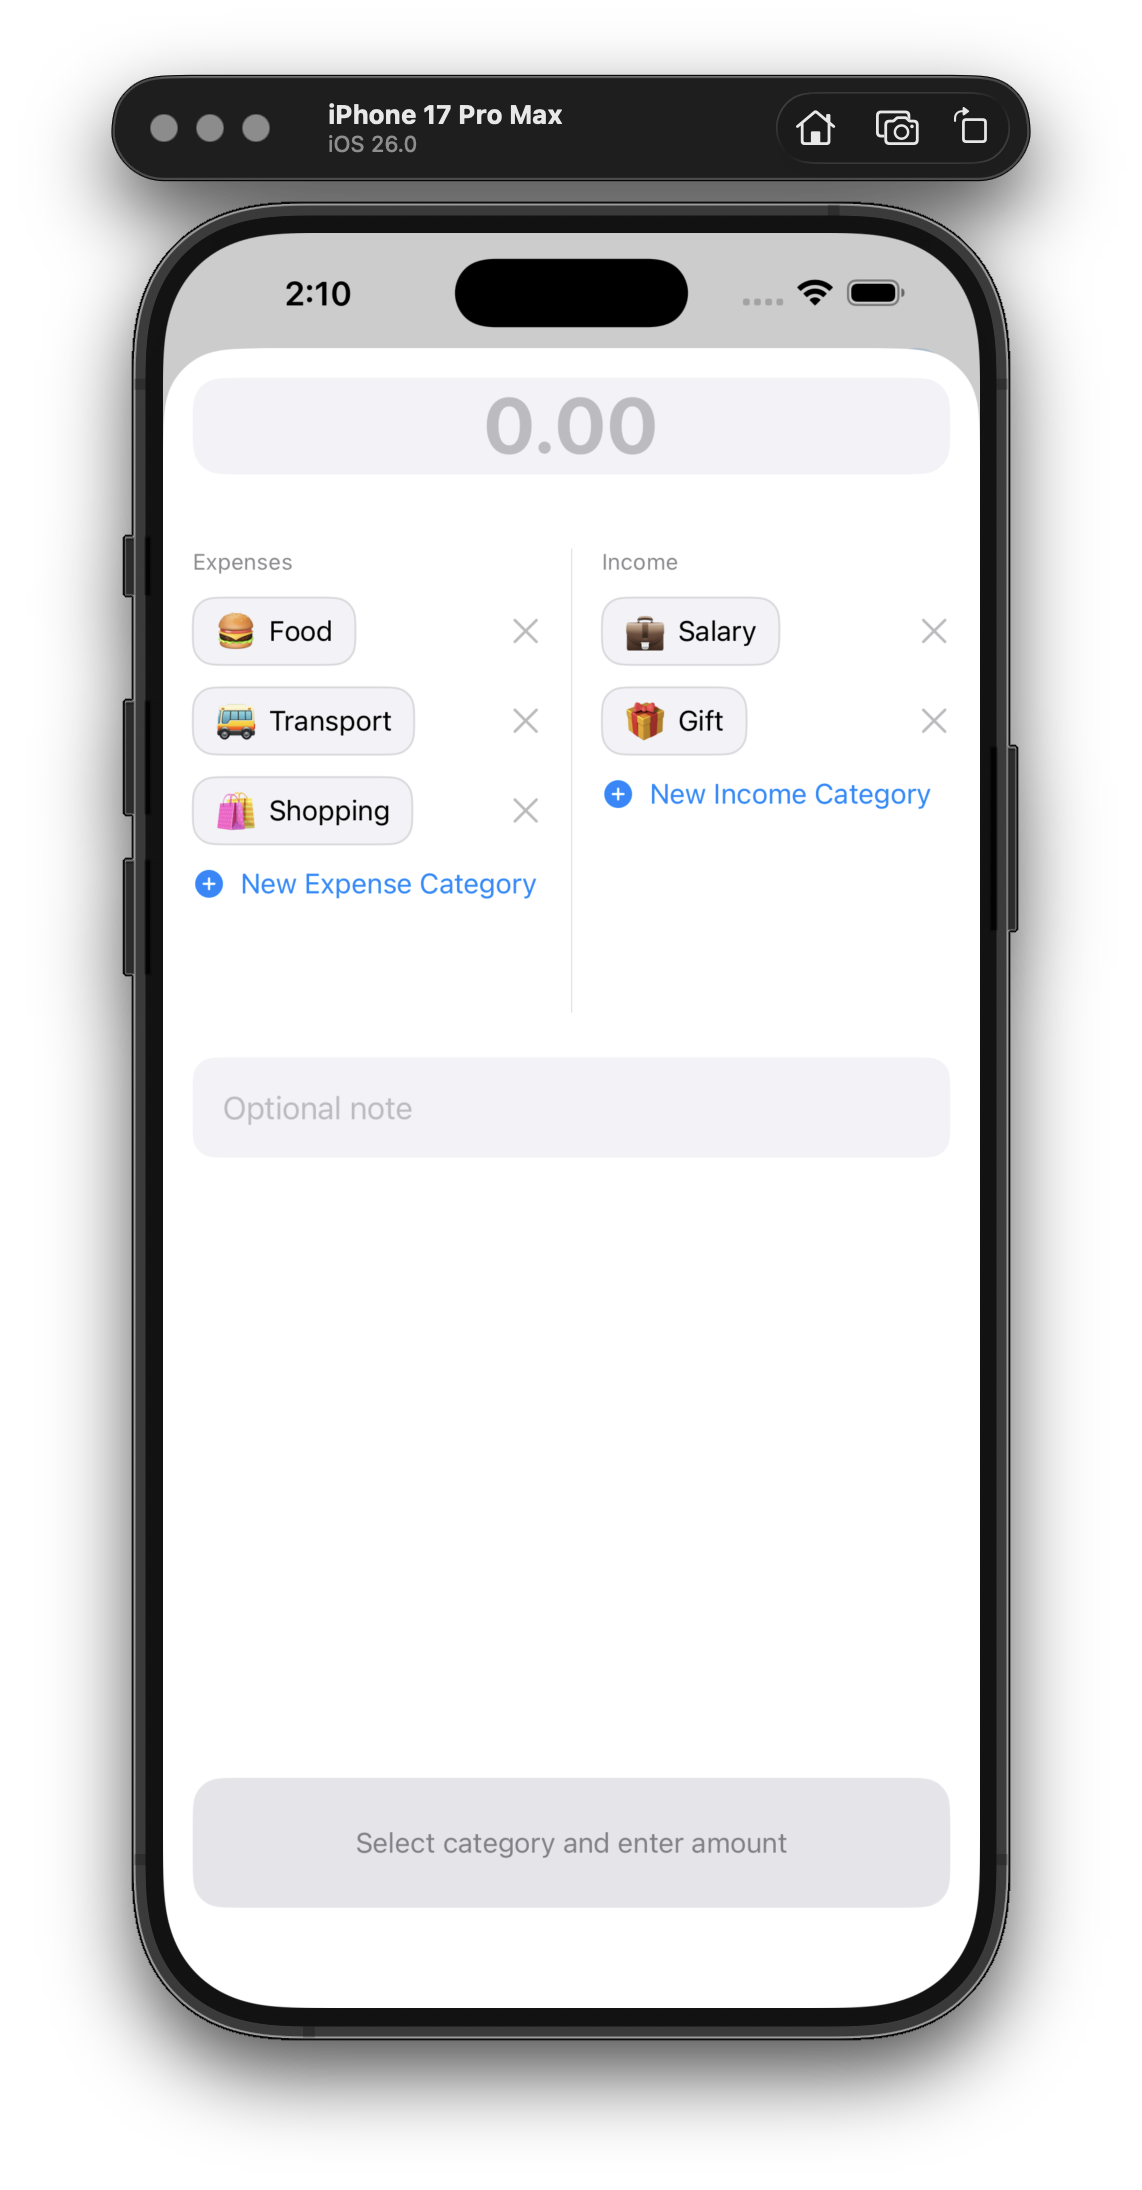 iPhone 17 Pro Max
iOS 26.0
2:10
0.00
Expenses
Food
Transport
Shopping
New Expense Category
Income
Salary
Gift
New Income Category
Optional note
Select category and enter amount